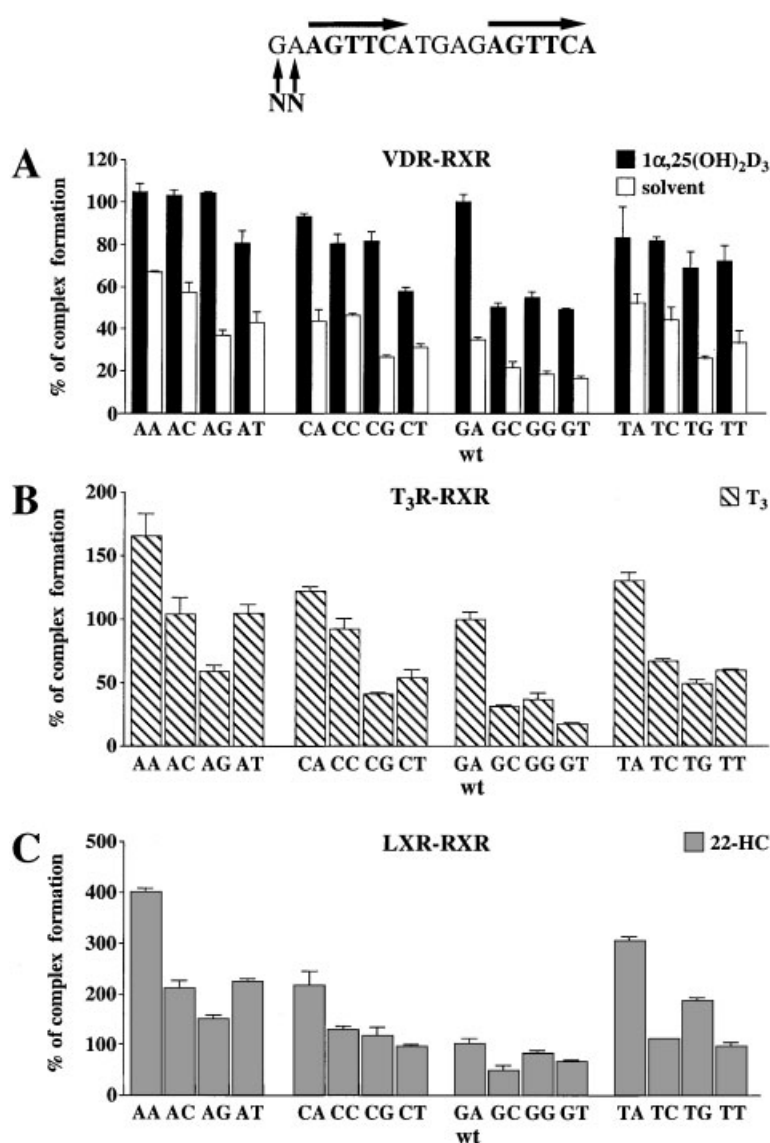 GAAGTTCATGAGAGTTCA
NN
A
VDR-RXR
1α,25(OH)₂D₃
solvent
% of complex formation
120
100
80
60
40
20
0
AA AC AG AT CA CC CG CT GA GC GG GT TA TC TG TT
wt
B
T₃R-RXR
T₃
% of complex formation
200
150
100
50
0
AA AC AG AT CA CC CG CT GA GC GG GT TA TC TG TT
wt
C
LXR-RXR
22-HC
% of complex formation
500
400
300
200
100
0
AA AC AG AT CA CC CG CT GA GC GG GT TA TC TG TT
wt